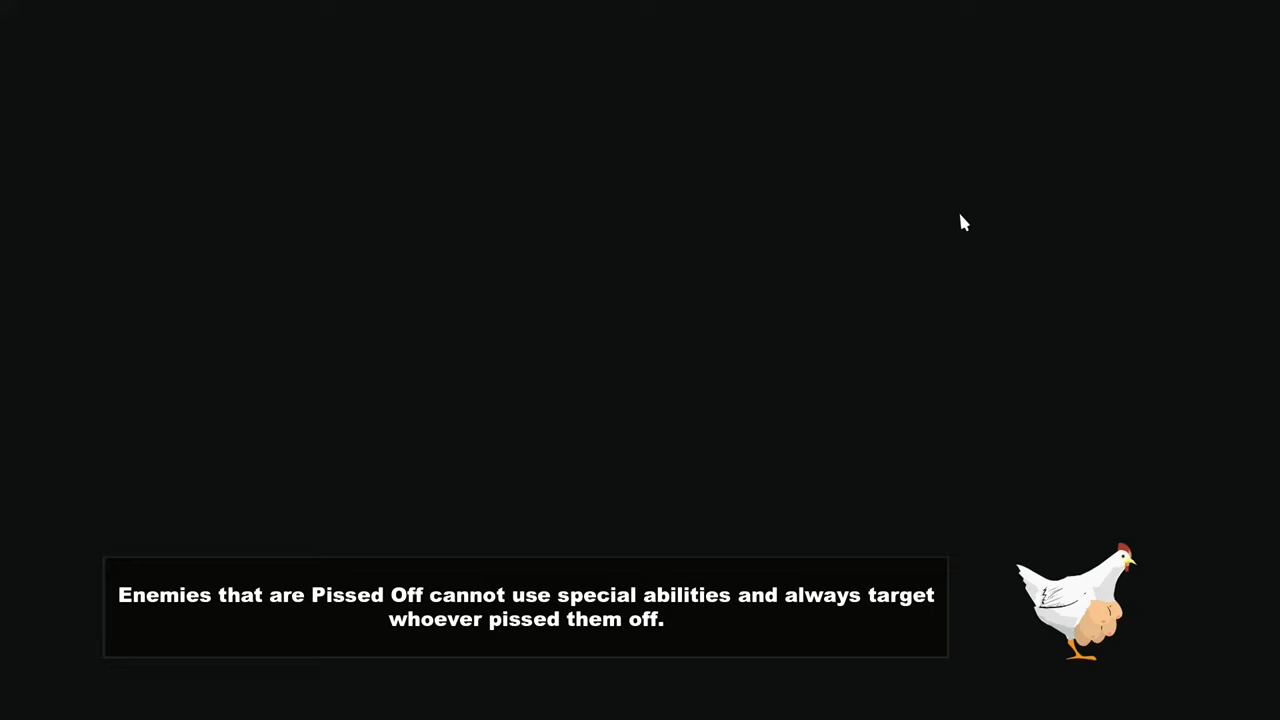 Enemies that are Pissed Off cannot use special abilities and always target
whoever pissed them off.